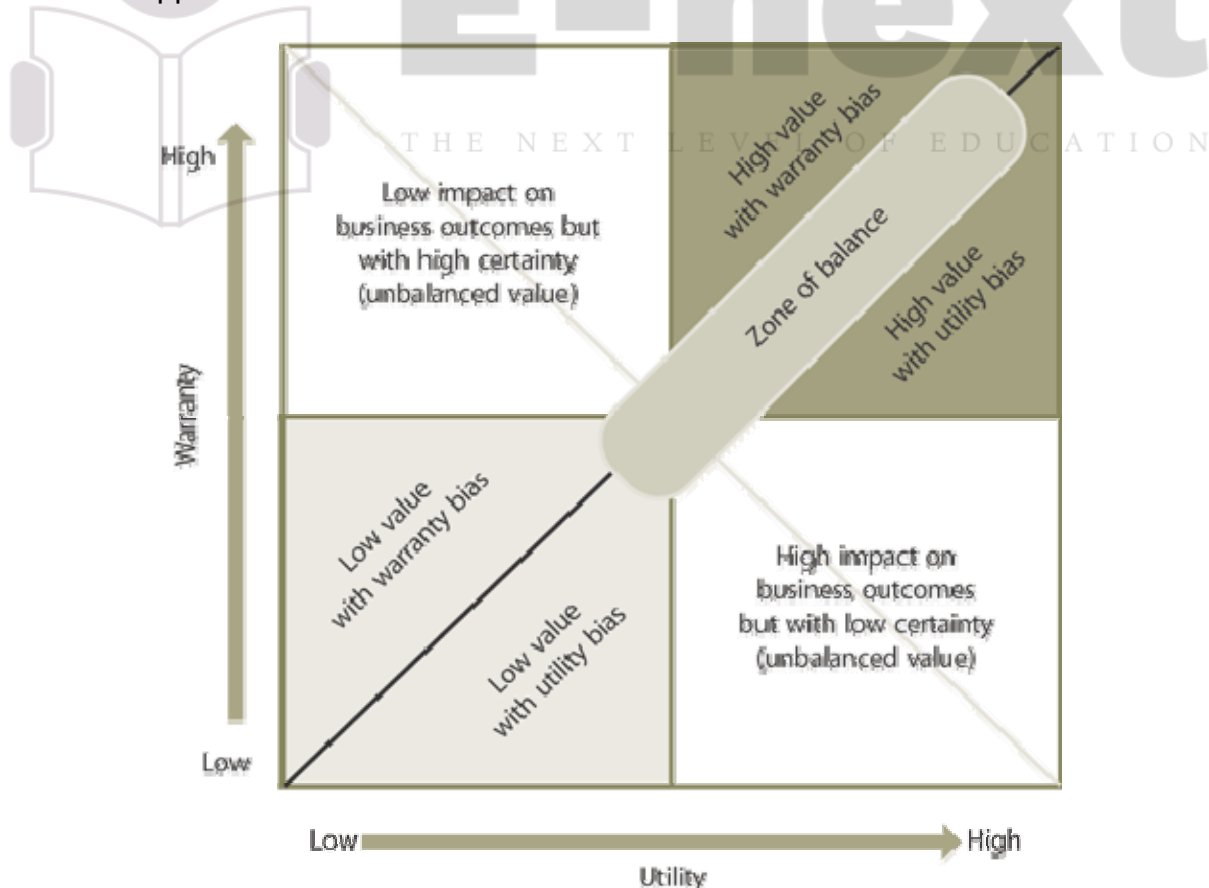 E-next
THE NEXT LEVEL OF EDUCATION
High
Low impact on
business outcomes but
with high certainty
(unbalanced value)
High value
with warranty bias
Zone of balance
High value
with utility bias
Warranty
Low value
with warranty bias
Low value
with utility bias
High impact on
business outcomes
but with low certainty
(unbalanced value)
Low
Low
High
Utility